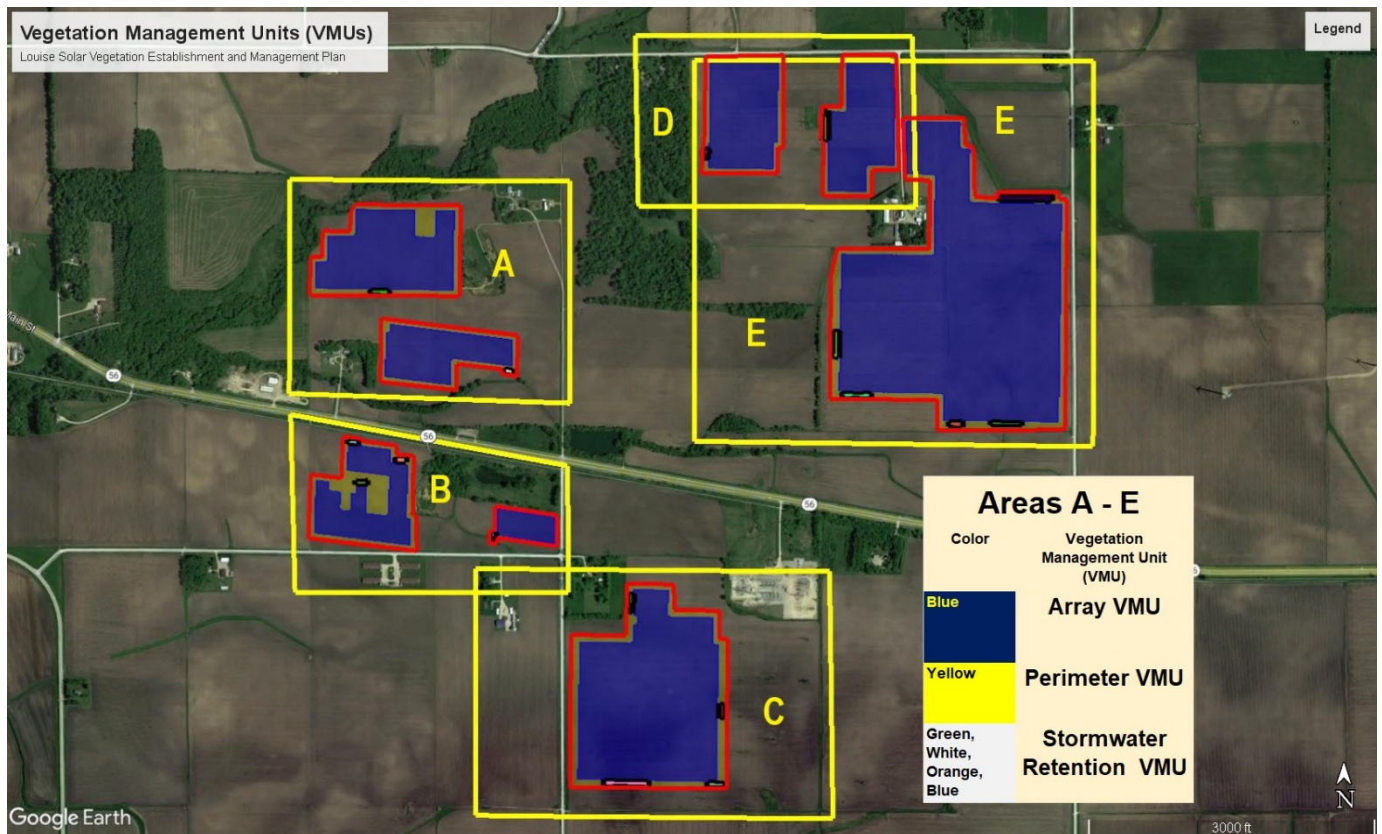 Vegetation Management Units (VMUs)
Louise Solar Vegetation Establishment and Management Plan
Legend
D
E
A
E
Main St
56
56
B
56
C
Areas A - E
Color
Vegetation
Management Unit
(VMU)
Blue
Array VMU
Yellow
Perimeter VMU
Green,
White,
Orange,
Blue
Stormwater
Retention VMU
N
Google Earth
3000 ft